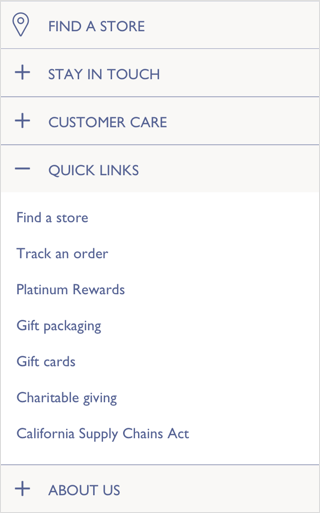 FIND A STORE
STAY IN TOUCH
CUSTOMER CARE
QUICK LINKS
Find a store
Track an order
Platinum Rewards
Gift packaging
Gift cards
Charitable giving
California Supply Chains Act
ABOUT US